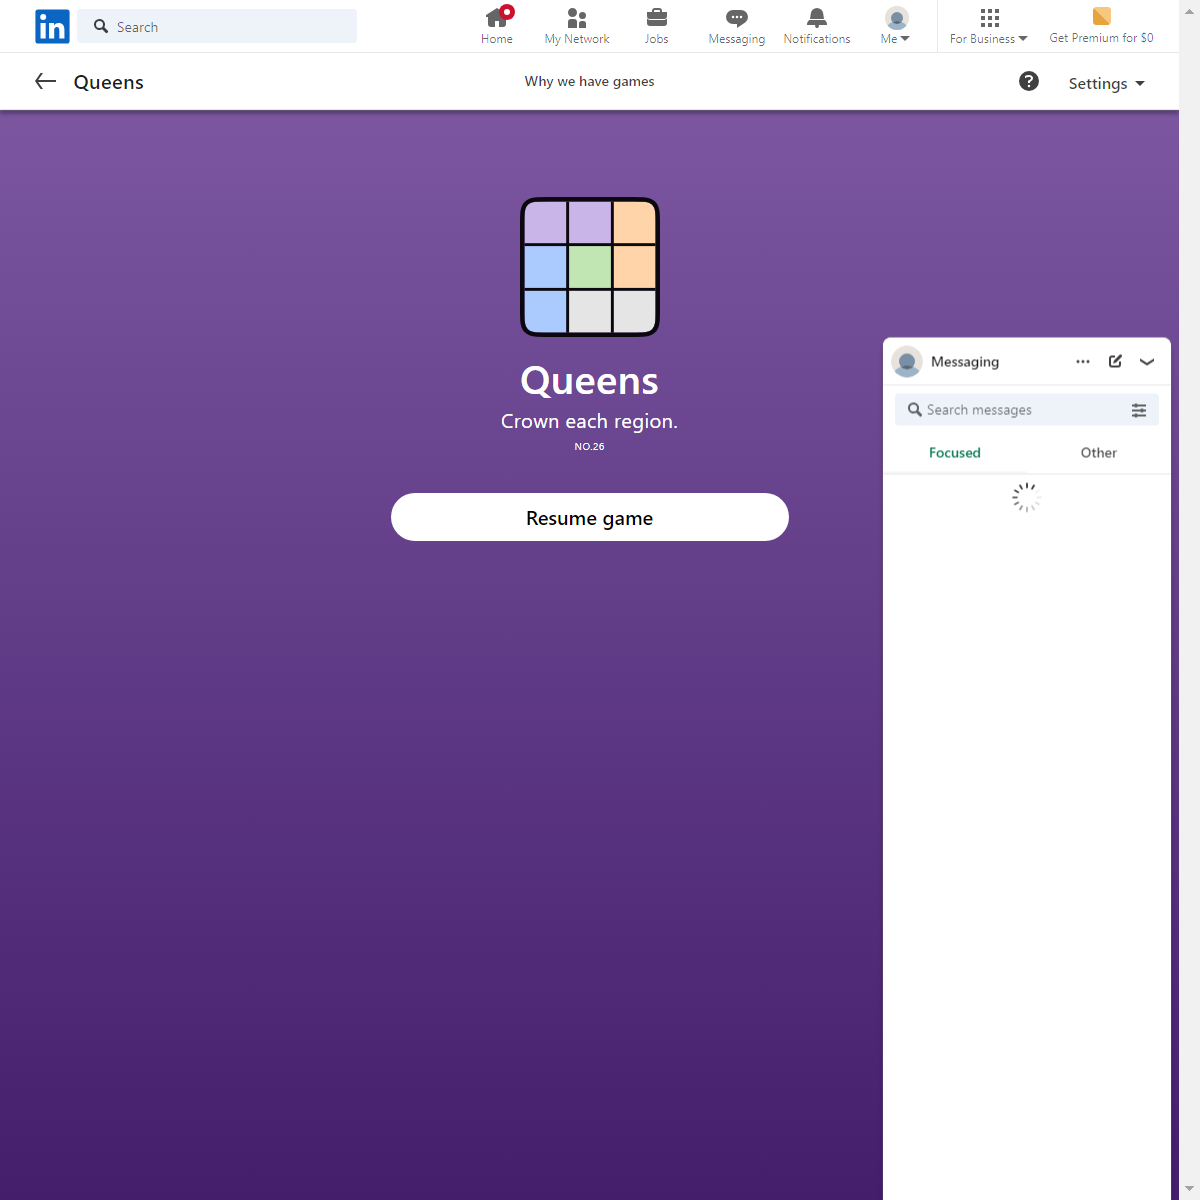 in
Search
Home
My Network
Jobs
Messaging
Notifications
Me
For Business
Get Premium for $0
Queens
Why we have games
?
Settings
Queens
Crown each region.
NO.26
Resume game
Messaging
Search messages
Focused
Other